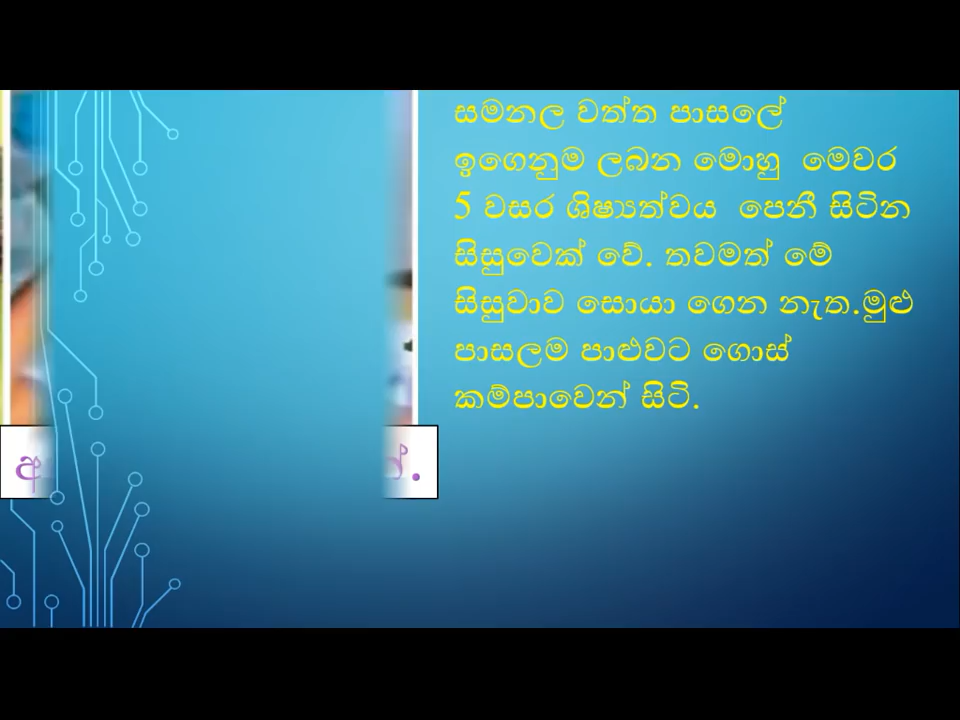 සමනල වත්ත පාසලේ
ඉගෙනුම ලබන මොහු මෙවර
5 වසර ශිෂ්‍යත්වය පෙනී සිටින
සිසුවෙක් වේ. තවමත් මේ
සිසුවාව සොයා ගෙන නැත.මුළු
පාසලම පාළුවට ගොස්
කම්පාවෙන් සිටි.